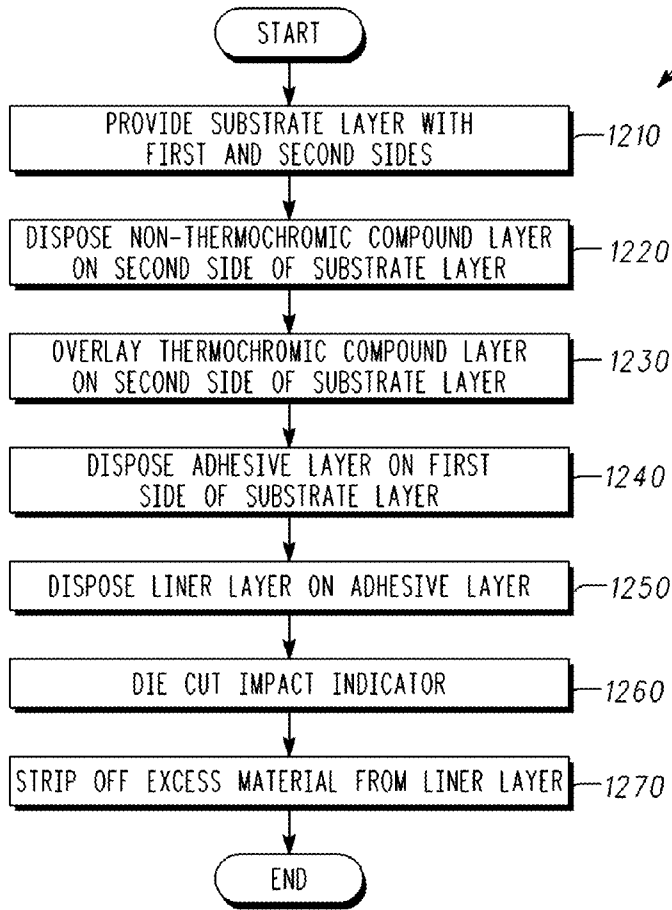 START
PROVIDE SUBSTRATE LAYER WITH
FIRST AND SECOND SIDES
1210
DISPOSE NON-THERMOCHROMIC COMPOUND LAYER
ON SECOND SIDE OF SUBSTRATE LAYER
1220
OVERLAY THERMOCHROMIC COMPOUND LAYER
ON SECOND SIDE OF SUBSTRATE LAYER
1230
DISPOSE ADHESIVE LAYER ON FIRST
SIDE OF SUBSTRATE LAYER
1240
DISPOSE LINER LAYER ON ADHESIVE LAYER
1250
DIE CUT IMPACT INDICATOR
1260
STRIP OFF EXCESS MATERIAL FROM LINER LAYER
1270
END